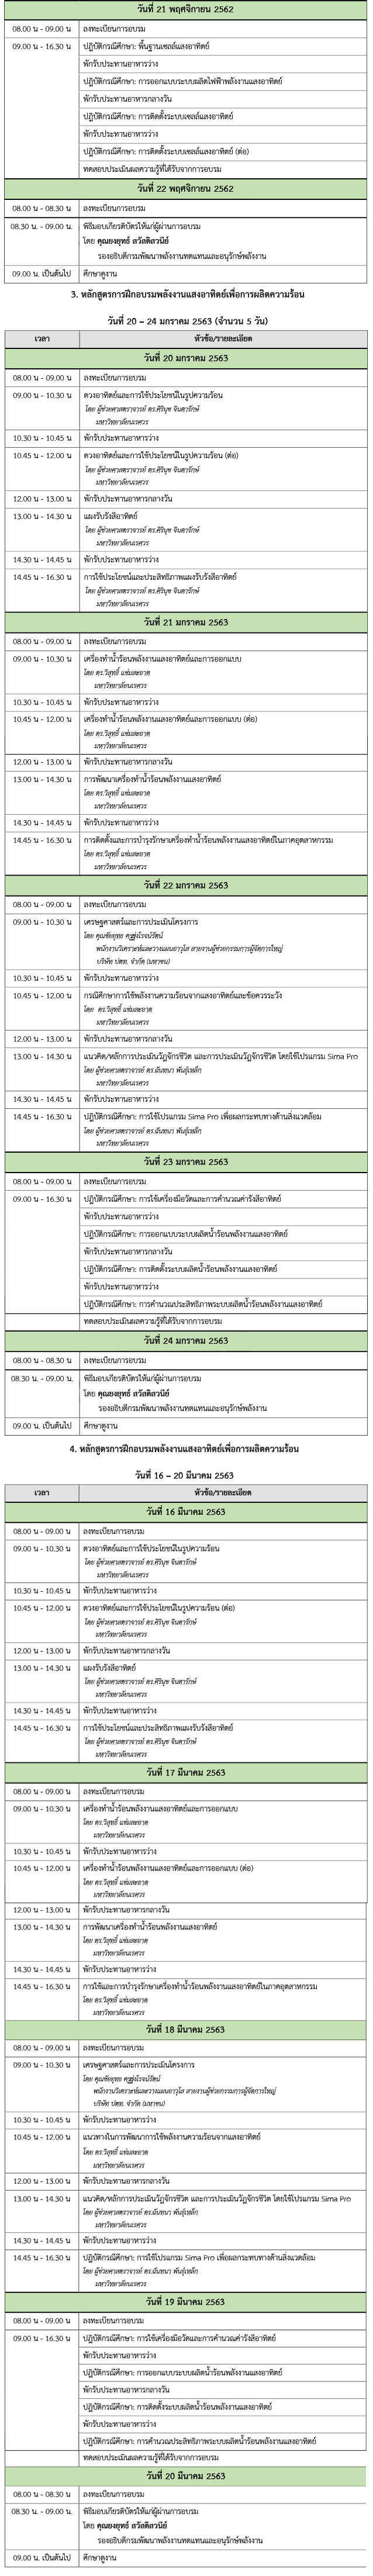 วันที่ 21 พฤศจิกายน 2562
08.00 น - 09.00 น ลงทะเบียนการอบรม
09.00 น - 16.30 น ปฏิบัติกรณีศึกษา: พื้นฐานเซลล์แสงอาทิตย์
พักรับประทานอาหารว่าง
ปฏิบัติกรณีศึกษา: การออกแบบระบบผลิตไฟฟ้าพลังงานแสงอาทิตย์
พักรับประทานอาหารกลางวัน
ปฏิบัติกรณีศึกษา: การติดตั้งระบบเซลล์แสงอาทิตย์
พักรับประทานอาหารว่าง
ปฏิบัติกรณีศึกษา: การติดตั้งระบบเซลล์แสงอาทิตย์ (ต่อ)
ทดสอบประเมินผลความรู้ที่ได้รับจากการอบรม
วันที่ 22 พฤศจิกายน 2562
08.00 น - 08.30 น ลงทะเบียนการอบรม
08.30 น. - 09.00 น. พิธีมอบเกียรติบัตรให้แก่ผู้ผ่านการอบรม
โดย คุณยงยุทธ์ สวัสดิสวนีย์
รองอธิบดีกรมพัฒนาพลังงานทดแทนและอนุรักษ์พลังงาน
09.00 น. เป็นต้นไป ศึกษาดูงาน
3. หลักสูตรการฝึกอบรมพลังงานแสงอาทิตย์เพื่อการผลิตความร้อน
วันที่ 20 – 24 มกราคม 2563 (จำนวน 5 วัน)
เวลา หัวข้อ/รายละเอียด
วันที่ 20 มกราคม 2563
08.00 น - 09.00 น ลงทะเบียนการอบรม
09.00 น - 10.30 น ดวงอาทิตย์และการใช้ประโยชน์ในรูปความร้อน
โดย ผู้ช่วยศาสตราจารย์ ดร.ศิรินุช จินดารักษ์
มหาวิทยาลัยนเรศวร
10.30 น - 10.45 น พักรับประทานอาหารว่าง
10.45 น - 12.00 น ดวงอาทิตย์และการใช้ประโยชน์ในรูปความร้อน (ต่อ)
โดย ผู้ช่วยศาสตราจารย์ ดร.ศิรินุช จินดารักษ์
มหาวิทยาลัยนเรศวร
12.00 น - 13.00 น พักรับประทานอาหารกลางวัน
13.00 น - 14.30 น แผงรับรังสีอาทิตย์
โดย ผู้ช่วยศาสตราจารย์ ดร.ศิรินุช จินดารักษ์
มหาวิทยาลัยนเรศวร
14.30 น - 14.45 น พักรับประทานอาหารว่าง
14.45 น - 16.30 น การใช้ประโยชน์และประสิทธิภาพแผงรับรังสีอาทิตย์
โดย ผู้ช่วยศาสตราจารย์ ดร.ศิรินุช จินดารักษ์
มหาวิทยาลัยนเรศวร
วันที่ 21 มกราคม 2563
08.00 น - 09.00 น ลงทะเบียนการอบรม
09.00 น - 10.30 น เครื่องทำน้ำร้อนพลังงานแสงอาทิตย์และการออกแบบ
โดย ดร.วิสุทธิ์ แช่มสะอาด
มหาวิทยาลัยนเรศวร
10.30 น - 10.45 น พักรับประทานอาหารว่าง
10.45 น - 12.00 น เครื่องทำน้ำร้อนพลังงานแสงอาทิตย์และการออกแบบ (ต่อ)
โดย ดร.วิสุทธิ์ แช่มสะอาด
มหาวิทยาลัยนเรศวร
12.00 น - 13.00 น พักรับประทานอาหารกลางวัน
13.00 น - 14.30 น การพัฒนาเครื่องทำน้ำร้อนพลังงานแสงอาทิตย์
โดย ดร.วิสุทธิ์ แช่มสะอาด
มหาวิทยาลัยนเรศวร
14.30 น - 14.45 น พักรับประทานอาหารว่าง
14.45 น - 16.30 น การติดตั้งและการบำรุงรักษาเครื่องทำน้ำร้อนพลังงานแสงอาทิตย์ในภาคอุตสาหกรรม
โดย ดร.วิสุทธิ์ แช่มสะอาด
มหาวิทยาลัยนเรศวร
วันที่ 22 มกราคม 2563
08.00 น - 09.00 น ลงทะเบียนการอบรม
09.00 น - 10.30 น เศรษฐศาสตร์และการประเมินโครงการ
โดย คุณชัยยุทธ
พนักงานวิเคราะห์และวางแผนอาวุโส สายงานผู้ช่วยกรรมการผู้จัดการใหญ่
บริษัท ปตท. จำกัด (มหาชน)
10.30 น - 10.45 น พักรับประทานอาหารว่าง
10.45 น - 12.00 น กรณีศึกษาการใช้พลังงานความร้อนจากแสงอาทิตย์และข้อควรระวัง
โดย ดร.วิสุทธิ์ แช่มสะอาด
มหาวิทยาลัยนเรศวร
12.00 น - 13.00 น พักรับประทานอาหารกลางวัน
13.00 น - 14.30 น แนวคิด/หลักการประเมินวัฏจักรชีวิต และการประเมินวัฏจักรชีวิต โดยใช้โปรแกรม Sima Pro
โดย ผู้ช่วยศาสตราจารย์ ดร.ฉันทนา พันธุ์เหล็ก
มหาวิทยาลัยนเรศวร
14.30 น - 14.45 น พักรับประทานอาหารว่าง
14.45 น - 16.30 น ปฏิบัติกรณีศึกษา: การใช้โปรแกรม Sima Pro เพื่อผลกระทบทางด้านสิ่งแวดล้อม
โดย ผู้ช่วยศาสตราจารย์ ดร.ฉันทนา พันธุ์เหล็ก
มหาวิทยาลัยนเรศวร
วันที่ 23 มกราคม 2563
08.00 น - 09.00 น ลงทะเบียนการอบรม
09.00 น - 16.30 น ปฏิบัติกรณีศึกษา: การใช้เครื่องมือวัดและการคำนวณค่ารังสีอาทิตย์
พักรับประทานอาหารว่าง
ปฏิบัติกรณีศึกษา: การออกแบบระบบผลิตน้ำร้อนพลังงานแสงอาทิตย์
พักรับประทานอาหารกลางวัน
ปฏิบัติกรณีศึกษา: การติดตั้งระบบผลิตน้ำร้อนพลังงานแสงอาทิตย์
พักรับประทานอาหารว่าง
ปฏิบัติกรณีศึกษา: การคำนวณประสิทธิภาพระบบผลิตน้ำร้อนพลังงานแสงอาทิตย์
ทดสอบประเมินผลความรู้ที่ได้รับจากการอบรม
วันที่ 24 มกราคม 2563
08.00 น - 08.30 น ลงทะเบียนการอบรม
08.30 น. - 09.00 น. พิธีมอบเกียรติบัตรให้แก่ผู้ผ่านการอบรม
โดย คุณยงยุทธ์ สวัสดิสวนีย์
รองอธิบดีกรมพัฒนาพลังงานทดแทนและอนุรักษ์พลังงาน
09.00 น. เป็นต้นไป ศึกษาดูงาน
4. หลักสูตรการฝึกอบรมพลังงานแสงอาทิตย์เพื่อการผลิตความร้อน
วันที่ 16 – 20 มีนาคม 2563
เวลา หัวข้อ/รายละเอียด
วันที่ 16 มีนาคม 2563
08.00 น - 09.00 น ลงทะเบียนการอบรม
09.00 น - 10.30 น ดวงอาทิตย์และการใช้ประโยชน์ในรูปความร้อน
โดย ผู้ช่วยศาสตราจารย์ ดร.ศิรินุช จินดารักษ์
มหาวิทยาลัยนเรศวร
10.30 น - 10.45 น พักรับประทานอาหารว่าง
10.45 น - 12.00 น ดวงอาทิตย์และการใช้ประโยชน์ในรูปความร้อน (ต่อ)
โดย ผู้ช่วยศาสตราจารย์ ดร.ศิรินุช จินดารักษ์
มหาวิทยาลัยนเรศวร
12.00 น - 13.00 น พักรับประทานอาหารกลางวัน
13.00 น - 14.30 น แผงรับรังสีอาทิตย์
โดย ผู้ช่วยศาสตราจารย์ ดร.ศิรินุช จินดารักษ์
มหาวิทยาลัยนเรศวร
14.30 น - 14.45 น พักรับประทานอาหารว่าง
14.45 น - 16.30 น การใช้ประโยชน์และประสิทธิภาพแผงรับรังสีอาทิตย์
โดย ผู้ช่วยศาสตราจารย์ ดร.ศิรินุช จินดารักษ์
มหาวิทยาลัยนเรศวร
วันที่ 17 มีนาคม 2563
08.00 น - 09.00 น ลงทะเบียนการอบรม
09.00 น - 10.30 น เครื่องทำน้ำร้อนพลังงานแสงอาทิตย์และการออกแบบ
โดย ดร.วิสุทธิ์ แช่มสะอาด
มหาวิทยาลัยนเรศวร
10.30 น - 10.45 น พักรับประทานอาหารว่าง
10.45 น - 12.00 น เครื่องทำน้ำร้อนพลังงานแสงอาทิตย์และการออกแบบ (ต่อ)
โดย ดร.วิสุทธิ์ แช่มสะอาด
มหาวิทยาลัยนเรศวร
12.00 น - 13.00 น พักรับประทานอาหารกลางวัน
13.00 น - 14.30 น การพัฒนาเครื่องทำน้ำร้อนพลังงานแสงอาทิตย์
โดย ดร.วิสุทธิ์ แช่มสะอาด
มหาวิทยาลัยนเรศวร
14.30 น - 14.45 น พักรับประทานอาหารว่าง
14.45 น - 16.30 น การใช้และการบำรุงรักษาเครื่องทำน้ำร้อนพลังงานแสงอาทิตย์ในภาคอุตสาหกรรม
โดย ดร.วิสุทธิ์ แช่มสะอาด
มหาวิทยาลัยนเรศวร
วันที่ 18 มีนาคม 2563
08.00 น - 09.00 น ลงทะเบียนการอบรม
09.00 น - 10.30 น เศรษฐศาสตร์และการประเมินโครงการ
โดย คุณชัยยุทธ
พนักงานวิเคราะห์และวางแผนอาวุโส สายงานผู้ช่วยกรรมการผู้จัดการใหญ่
บริษัท ปตท. จำกัด (มหาชน)
10.30 น - 10.45 น พักรับประทานอาหารว่าง
10.45 น - 12.00 น แนวทางในการพัฒนาการใช้พลังงานความร้อนจากแสงอาทิตย์
โดย ดร.วิสุทธิ์ แช่มสะอาด
มหาวิทยาลัยนเรศวร
12.00 น - 13.00 น พักรับประทานอาหารกลางวัน
13.00 น - 14.30 น แนวคิด/หลักการประเมินวัฏจักรชีวิต และการประเมินวัฏจักรชีวิต โดยใช้โปรแกรม Sima Pro
โดย ผู้ช่วยศาสตราจารย์ ดร.ฉันทนา พันธุ์เหล็ก
มหาวิทยาลัยนเรศวร
14.30 น - 14.45 น พักรับประทานอาหารว่าง
14.45 น - 16.30 น ปฏิบัติกรณีศึกษา: การใช้โปรแกรม Sima Pro เพื่อผลกระทบทางด้านสิ่งแวดล้อม
โดย ผู้ช่วยศาสตราจารย์ ดร.ฉันทนา พันธุ์เหล็ก
มหาวิทยาลัยนเรศวร
วันที่ 19 มีนาคม 2563
08.00 น - 09.00 น ลงทะเบียนการอบรม
09.00 น - 16.30 น ปฏิบัติกรณีศึกษา: การใช้เครื่องมือวัดและการคำนวณค่ารังสีอาทิตย์
พักรับประทานอาหารว่าง
ปฏิบัติกรณีศึกษา: การออกแบบระบบผลิตน้ำร้อนพลังงานแสงอาทิตย์
พักรับประทานอาหารกลางวัน
ปฏิบัติกรณีศึกษา: การติดตั้งระบบผลิตน้ำร้อนพลังงานแสงอาทิตย์
พักรับประทานอาหารว่าง
ปฏิบัติกรณีศึกษา: การคำนวณประสิทธิภาพระบบผลิตน้ำร้อนพลังงานแสงอาทิตย์
ทดสอบประเมินผลความรู้ที่ได้รับจากการอบรม
วันที่ 20 มีนาคม 2563
08.00 น - 08.30 น ลงทะเบียนการอบรม
08.30 น. - 09.00 น. พิธีมอบเกียรติบัตรให้แก่ผู้ผ่านการอบรม
โดย คุณยงยุทธ์ สวัสดิสวนีย์
รองอธิบดีกรมพัฒนาพลังงานทดแทนและอนุรักษ์พลังงาน
09.00 น. เป็นต้นไป ศึกษาดูงาน